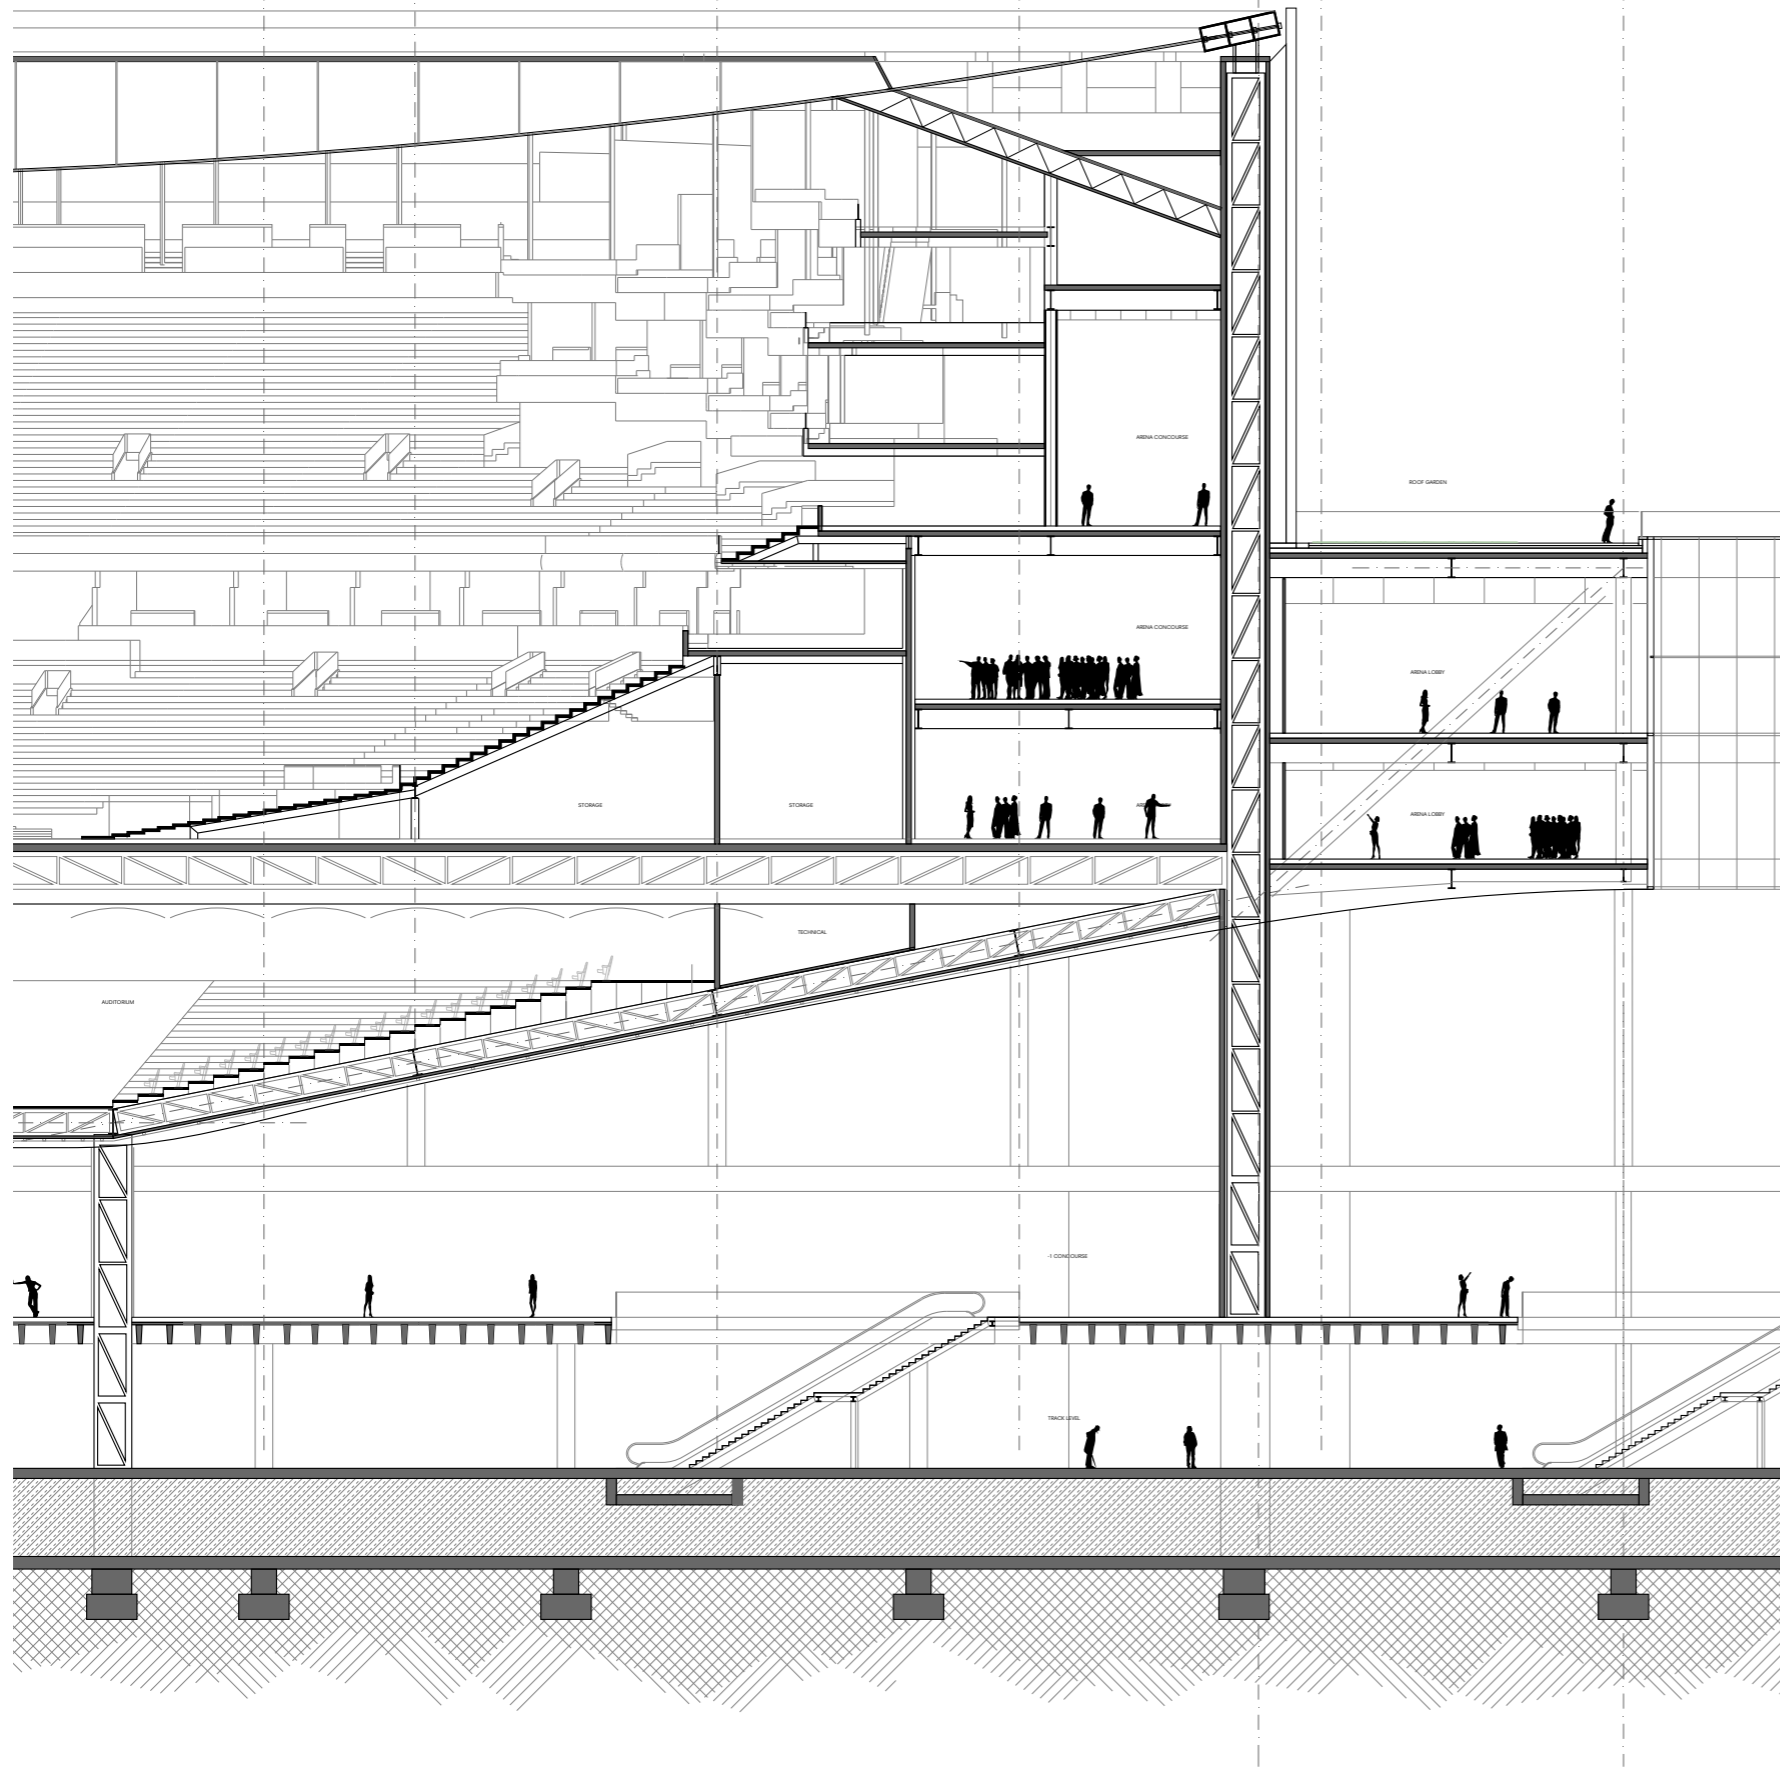 ARENA CONCOURSE
ROOF GARDEN
ARENA CONCOURSE
ARENA LOBBY
STORAGE
STORAGE
ARENA LOBBY
TECHNICAL
AUDITORIUM
-1 CONCOURSE
TRACK LEVEL